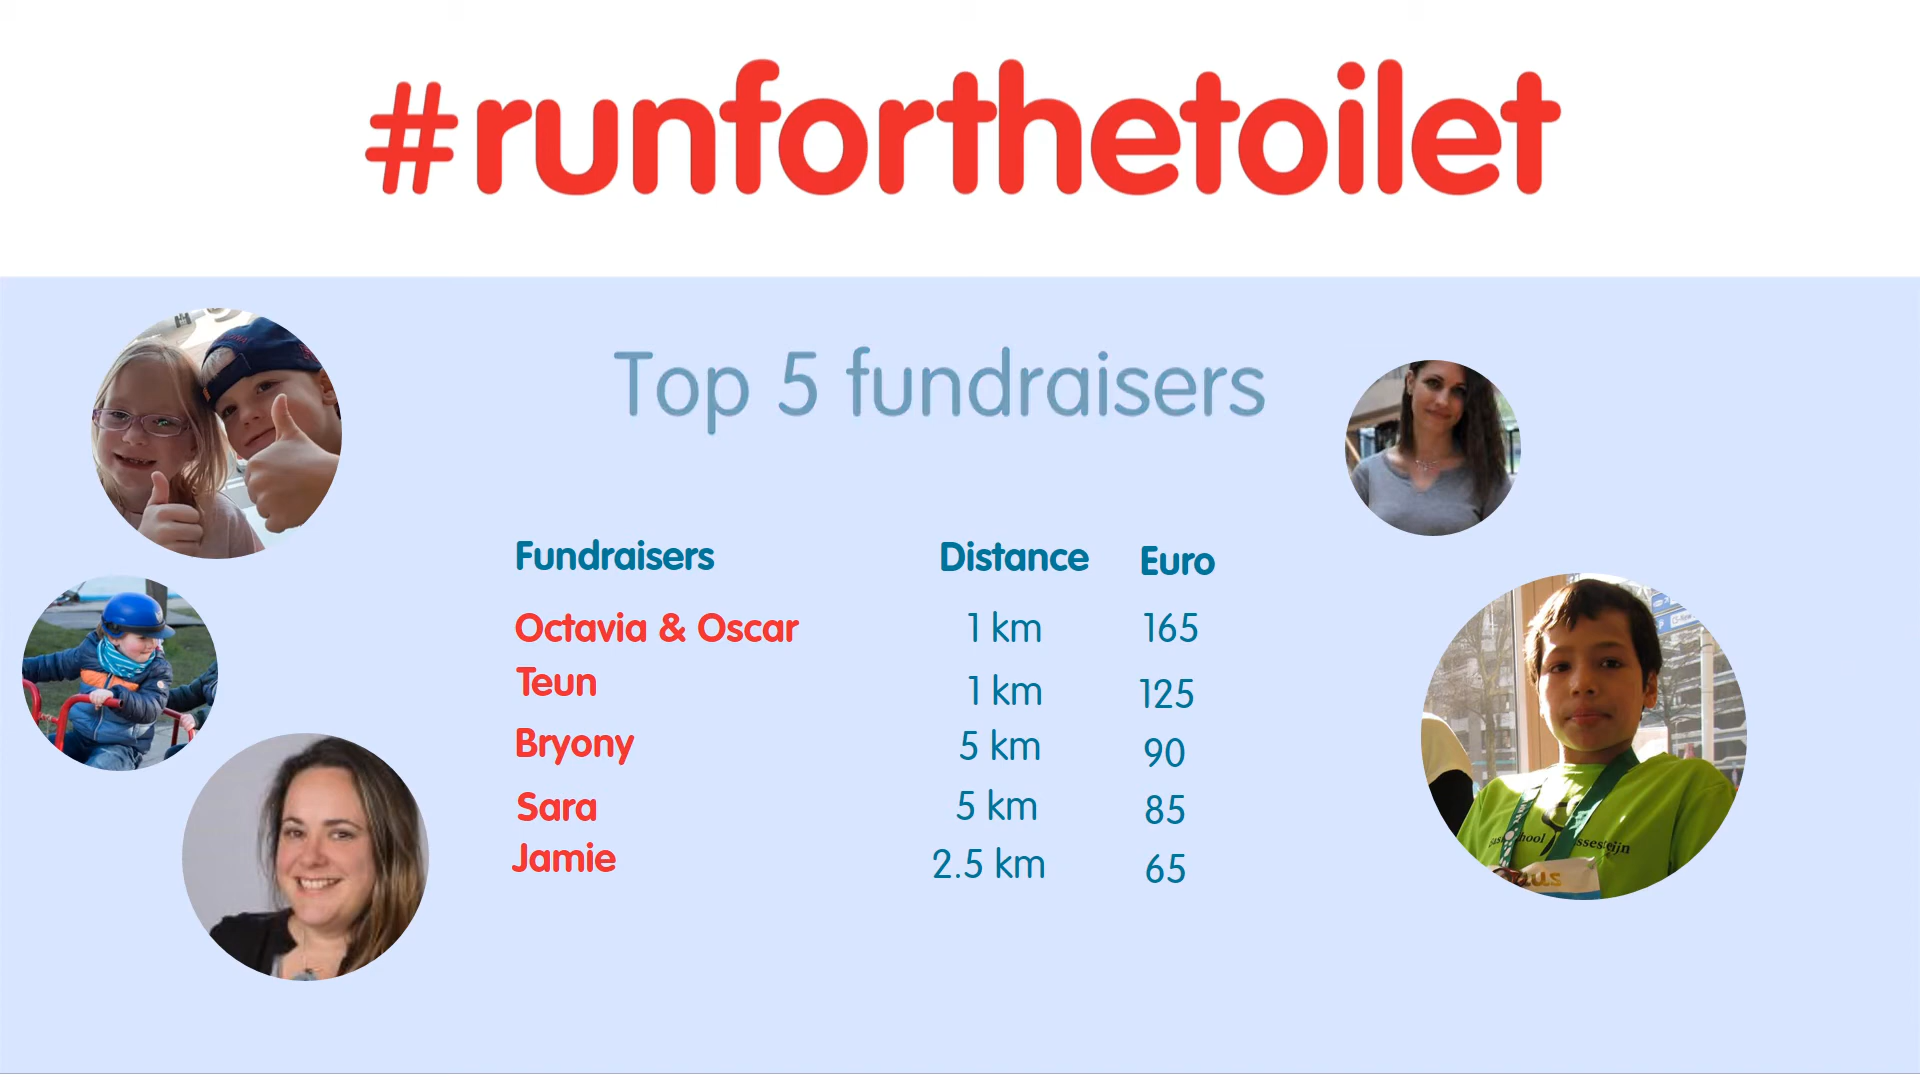 #runforthetoilet
Top 5 fundraisers
Fundraisers Distance Euro
Octavia & Oscar 1 km 165
Teun 1 km 125
Bryony 5 km 90
Sara 5 km 85
Jamie 2.5 km 65